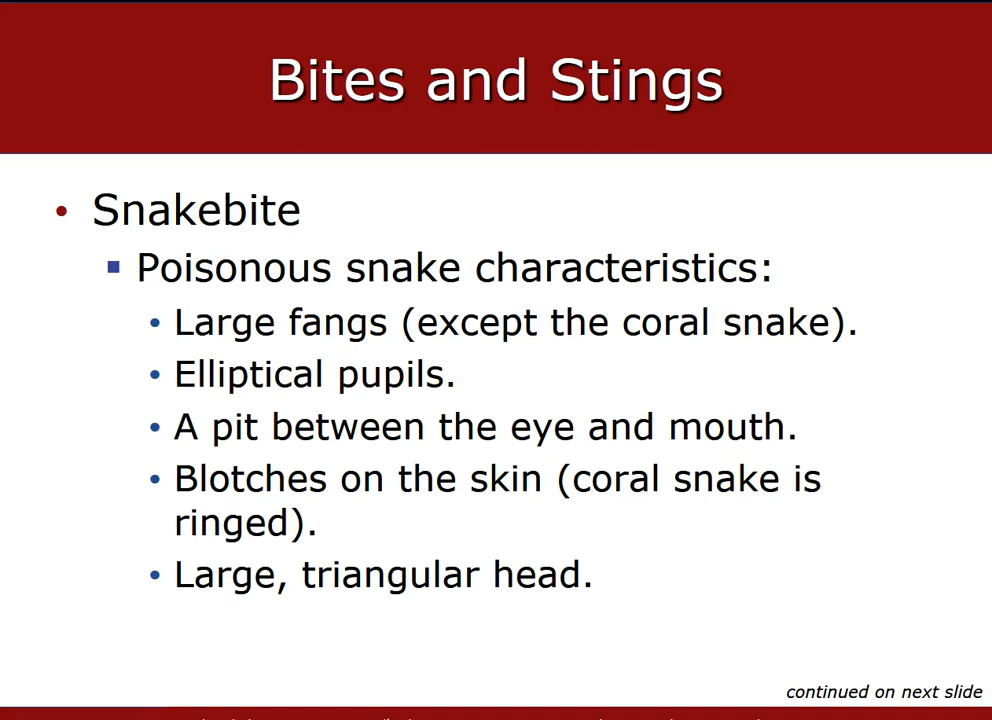 Bites and Stings
• Snakebite
▪ Poisonous snake characteristics:
• Large fangs (except the coral snake).
• Elliptical pupils.
• A pit between the eye and mouth.
• Blotches on the skin (coral snake is
ringed).
• Large, triangular head.
continued on next slide